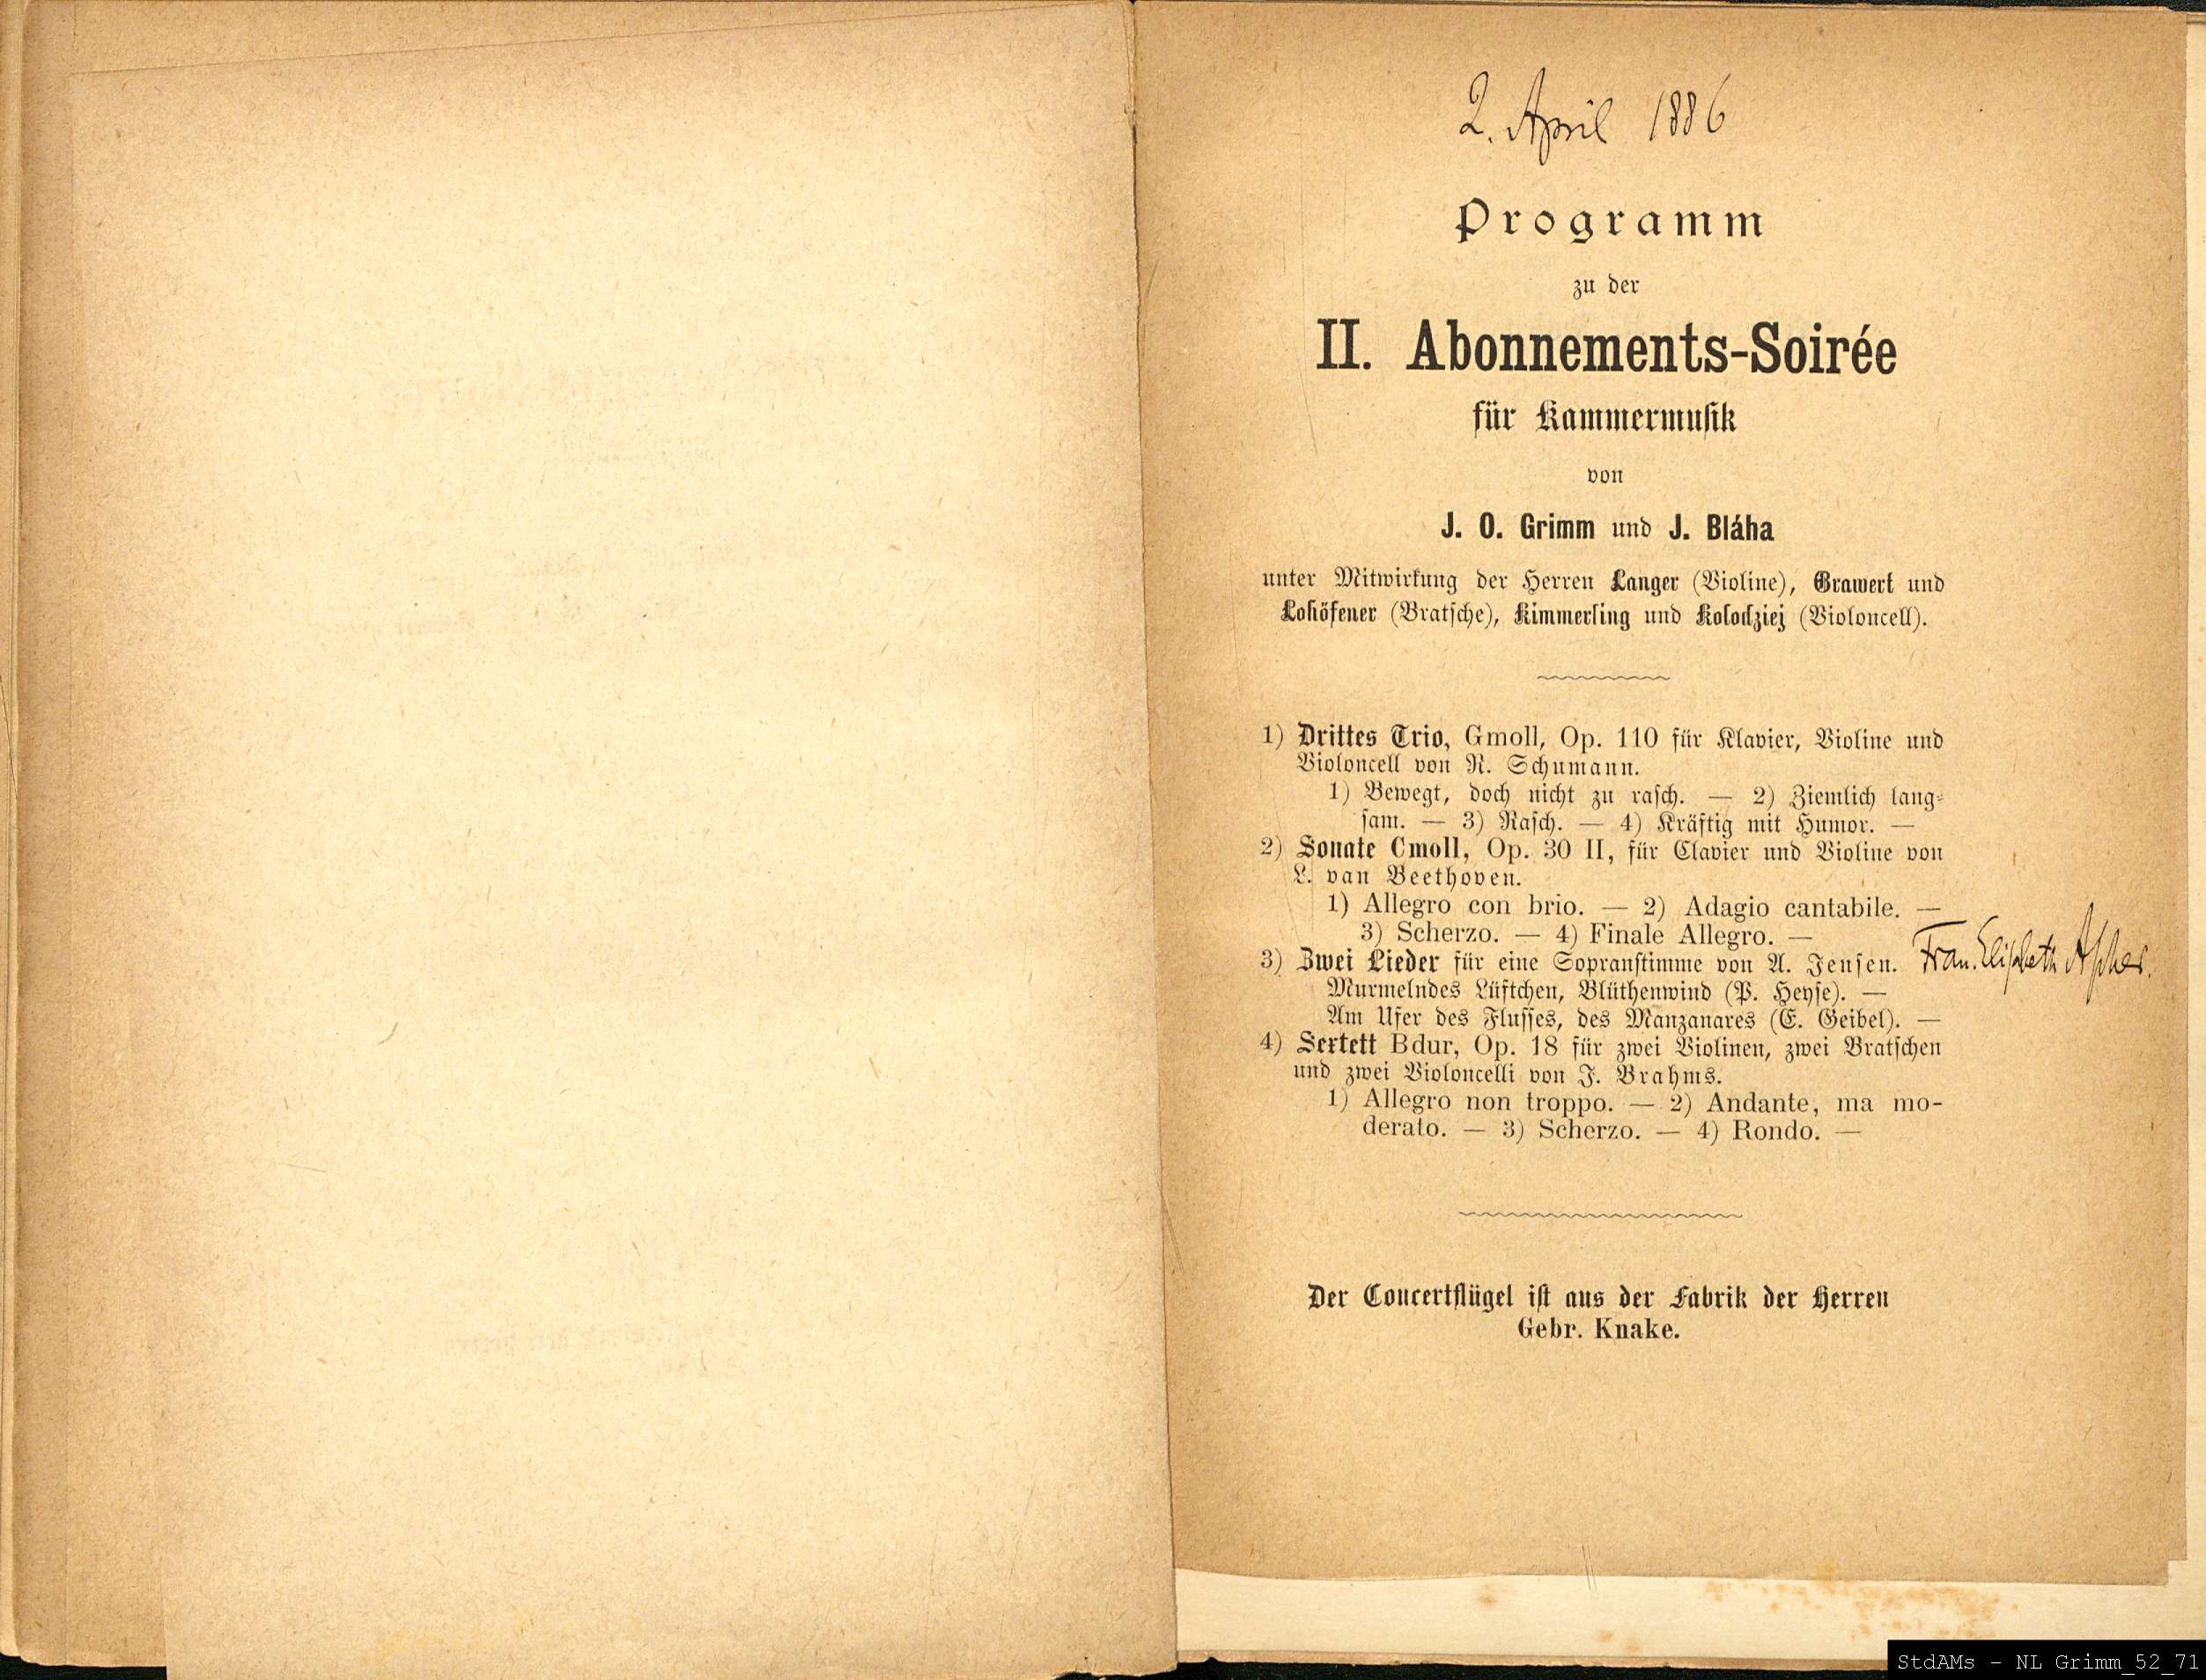 2. April 1886
Programm
zu der
II. Abonnements-Soirée
für Kammermusik
von
J. O. Grimm und J. Bláha
unter Mitwirkung der Herren Langer (Violine), Grawert und
Lohöfener (Bratsche), Kimmerling und Kolodziej (Violoncell).
1) Drittes Trio, Gmoll, Op. 110 für Klavier, Violine und
Violoncell von R. Schumann.
1) Bewegt, doch nicht zu rasch. — 2) Ziemlich lang-
sam. — 3) Rasch. — 4) Kräftig mit Humor. —
2) Sonate Cmoll, Op. 30 II, für Clavier und Violine von
L. van Beethoven.
1) Allegro con brio. — 2) Adagio cantabile. —
3) Scherzo. — 4) Finale Allegro. —
3) Zwei Lieder für eine Sopranstimme von A. Jensen. Frau Elisabeth
Murmelndes Lüftchen, Blüthenwind (P. Heyse). —
Am Ufer des Flusses, des Manzanares (E. Geibel). —
4) Sextett Bdur, Op. 18 für zwei Violinen, zwei Bratschen
und zwei Violoncelli von J. Brahms.
1) Allegro non troppo. — 2) Andante, ma mo-
derato. — 3) Scherzo. — 4) Rondo. —
Der Concertflügel ist aus der Fabrik der Herren
Gebr. Knake.
StdAMs - NL Grimm_52_71